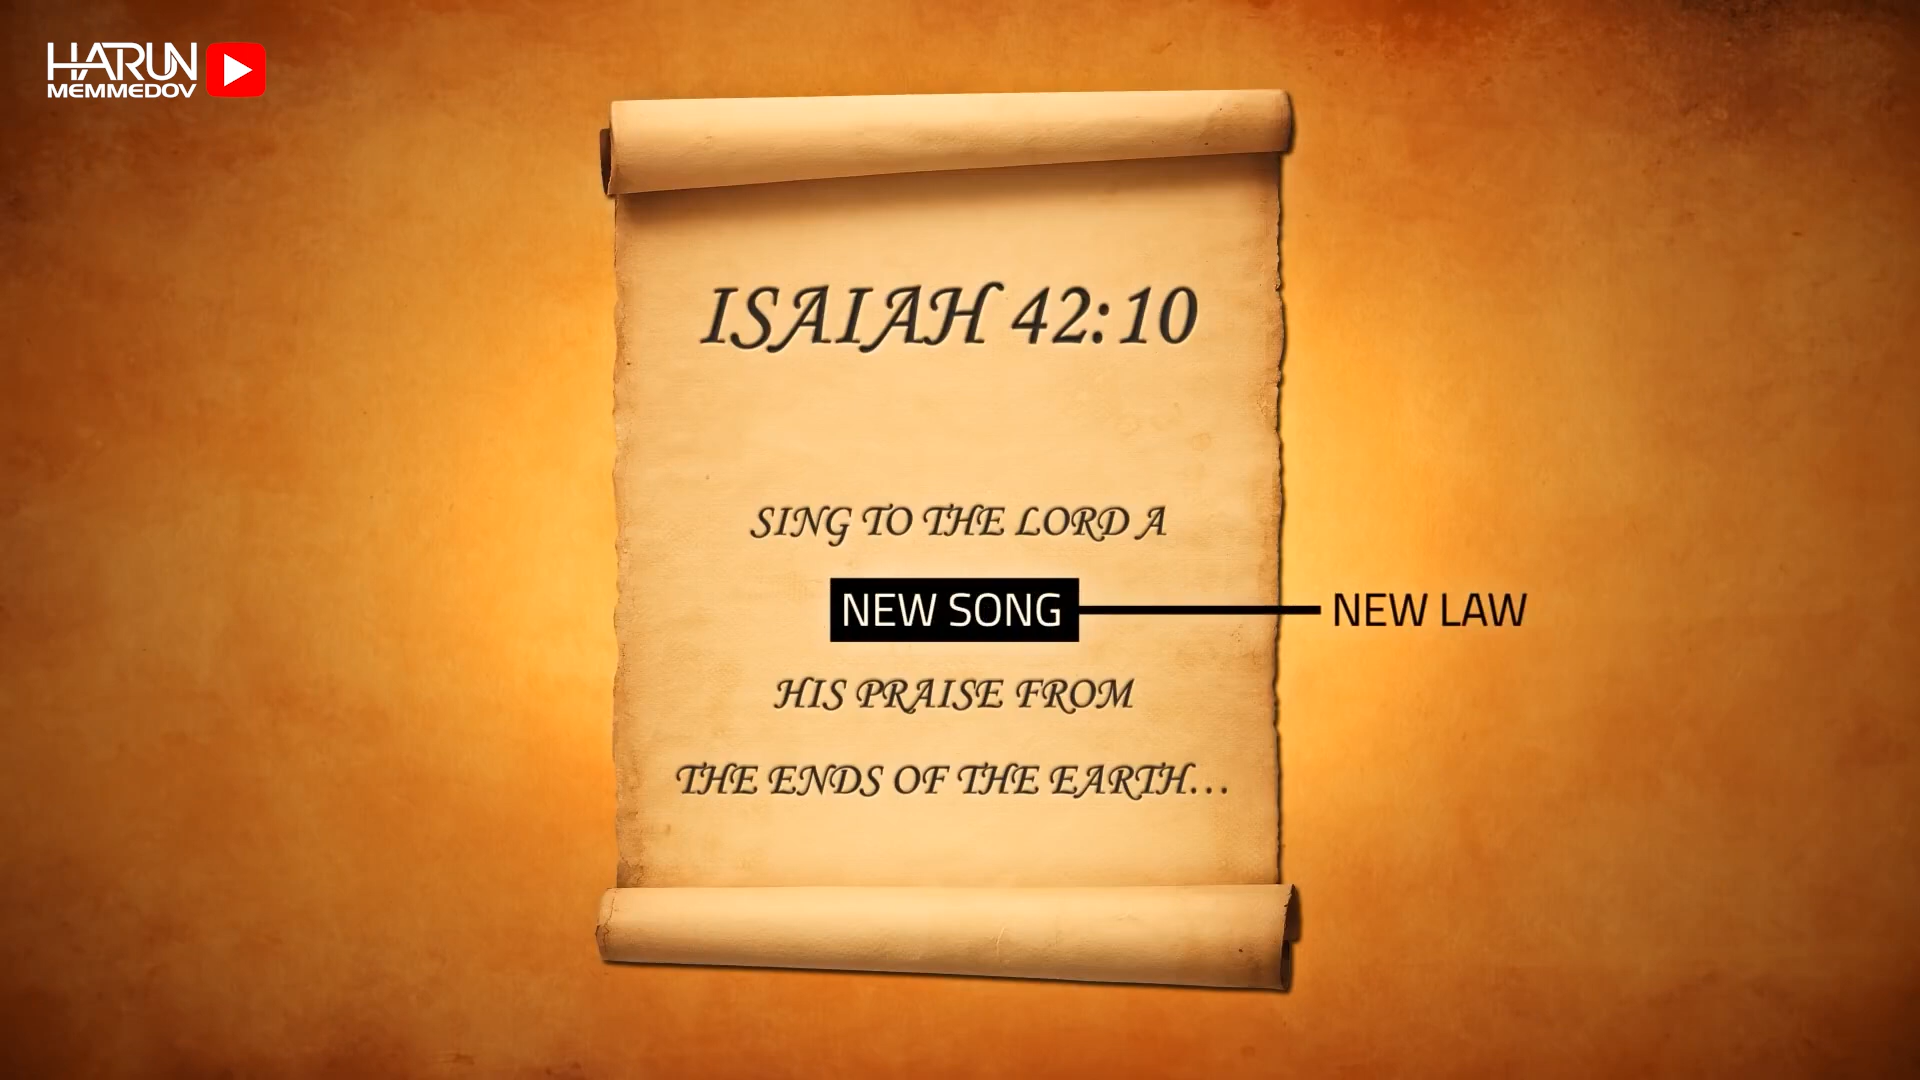 HARUN
MEMMEDOV
ISAIAH 42:10
SING TO THE LORD A
NEW SONG NEW LAW
HIS PRAISE FROM
THE ENDS OF THE EARTH...